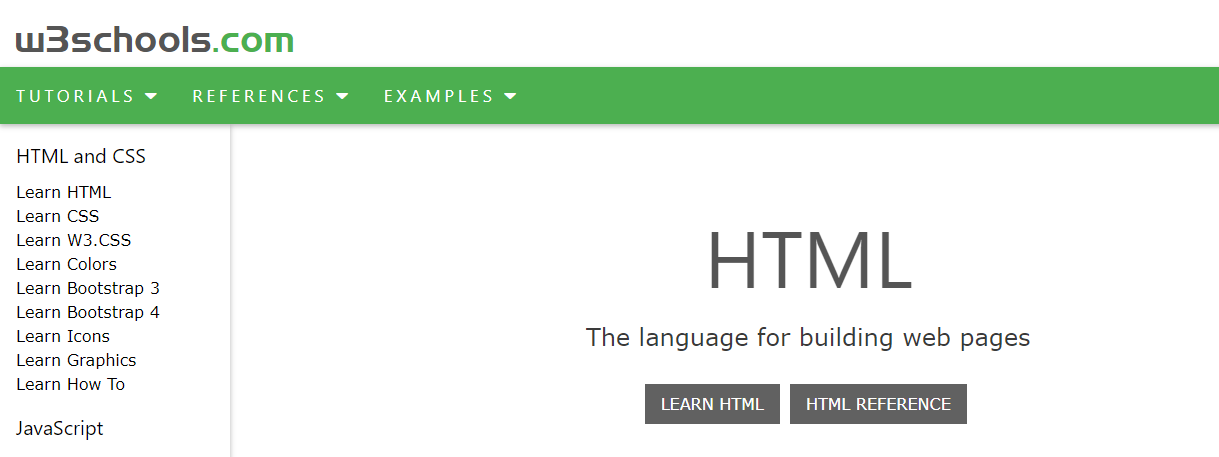 w3schools.com
TUTORIALS REFERENCES EXAMPLES
HTML and CSS
Learn HTML
Learn CSS
Learn W3.CSS
Learn Colors
Learn Bootstrap 3
Learn Bootstrap 4
Learn Icons
Learn Graphics
Learn How To
JavaScript
HTML
The language for building web pages
LEARN HTML HTML REFERENCE